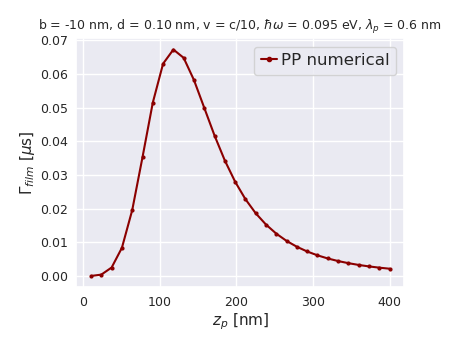 b = -10 nm, d = 0.10 nm, v = c/10, ℏω = 0.095 eV, λₚ = 0.6 nm
PP numerical
0.07
0.06
0.05
0.04
0.03
0.02
0.01
0.00
Γ_film [μs]
0 100 200 300 400
zₚ [nm]